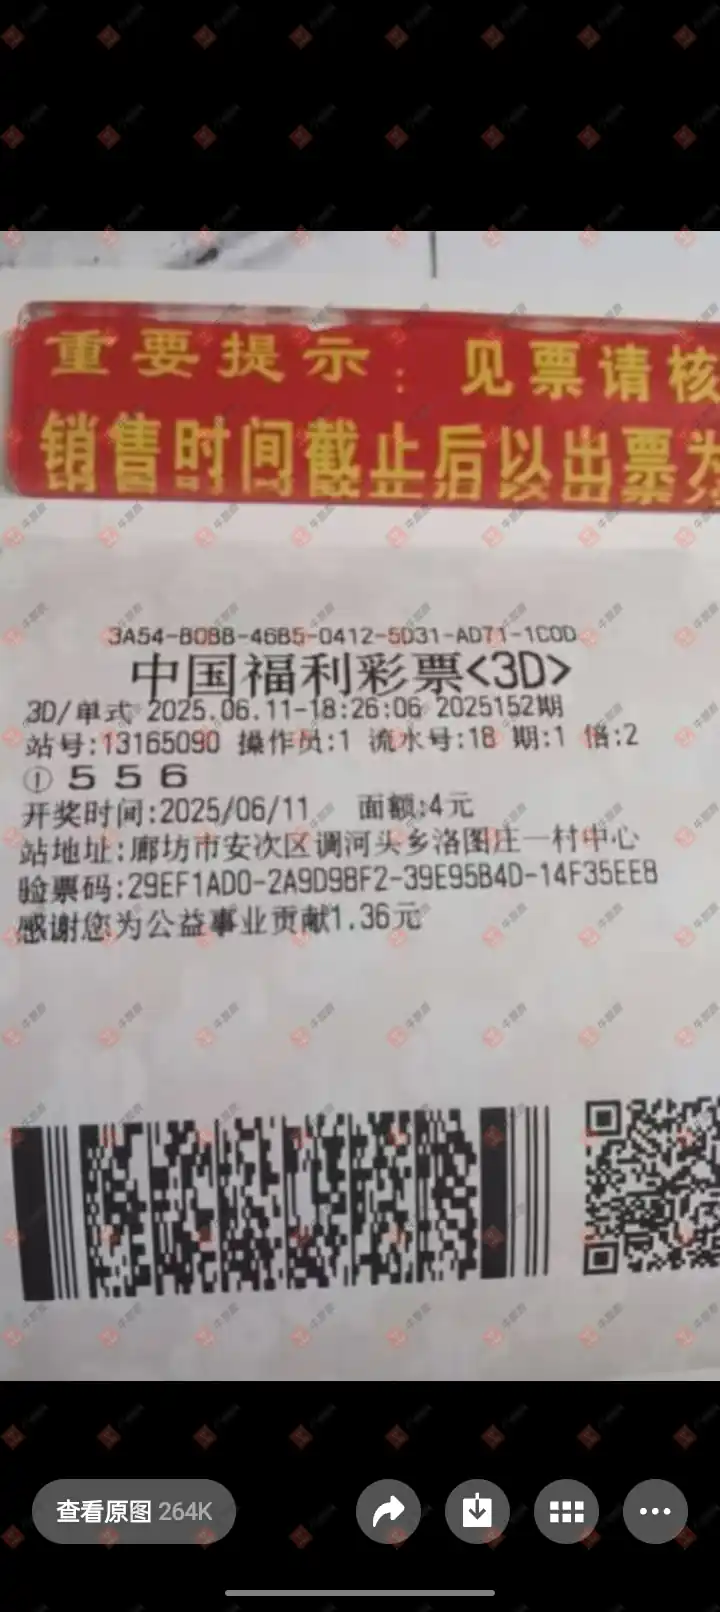 重要提示：见票请核
销售时间截止后以出票为
3A54-B0BB-46B5-0412-5D31-AD71-1C0D
中国福利彩票<3D>
3D/单式 2025.06.11-18:26:06 2025152期
站号:13165090 操作员:1 流水号:18 期:1 倍:2
① 5 5 6
开奖时间:2025/06/11 面额:4元
站地址:廊坊市安次区调河头乡洛图庄一村中心
验票码:29EF1AD0-2A9D98F2-39E95B4D-14F35EE8
感谢您为公益事业贡献1.36元
查看原图 264K